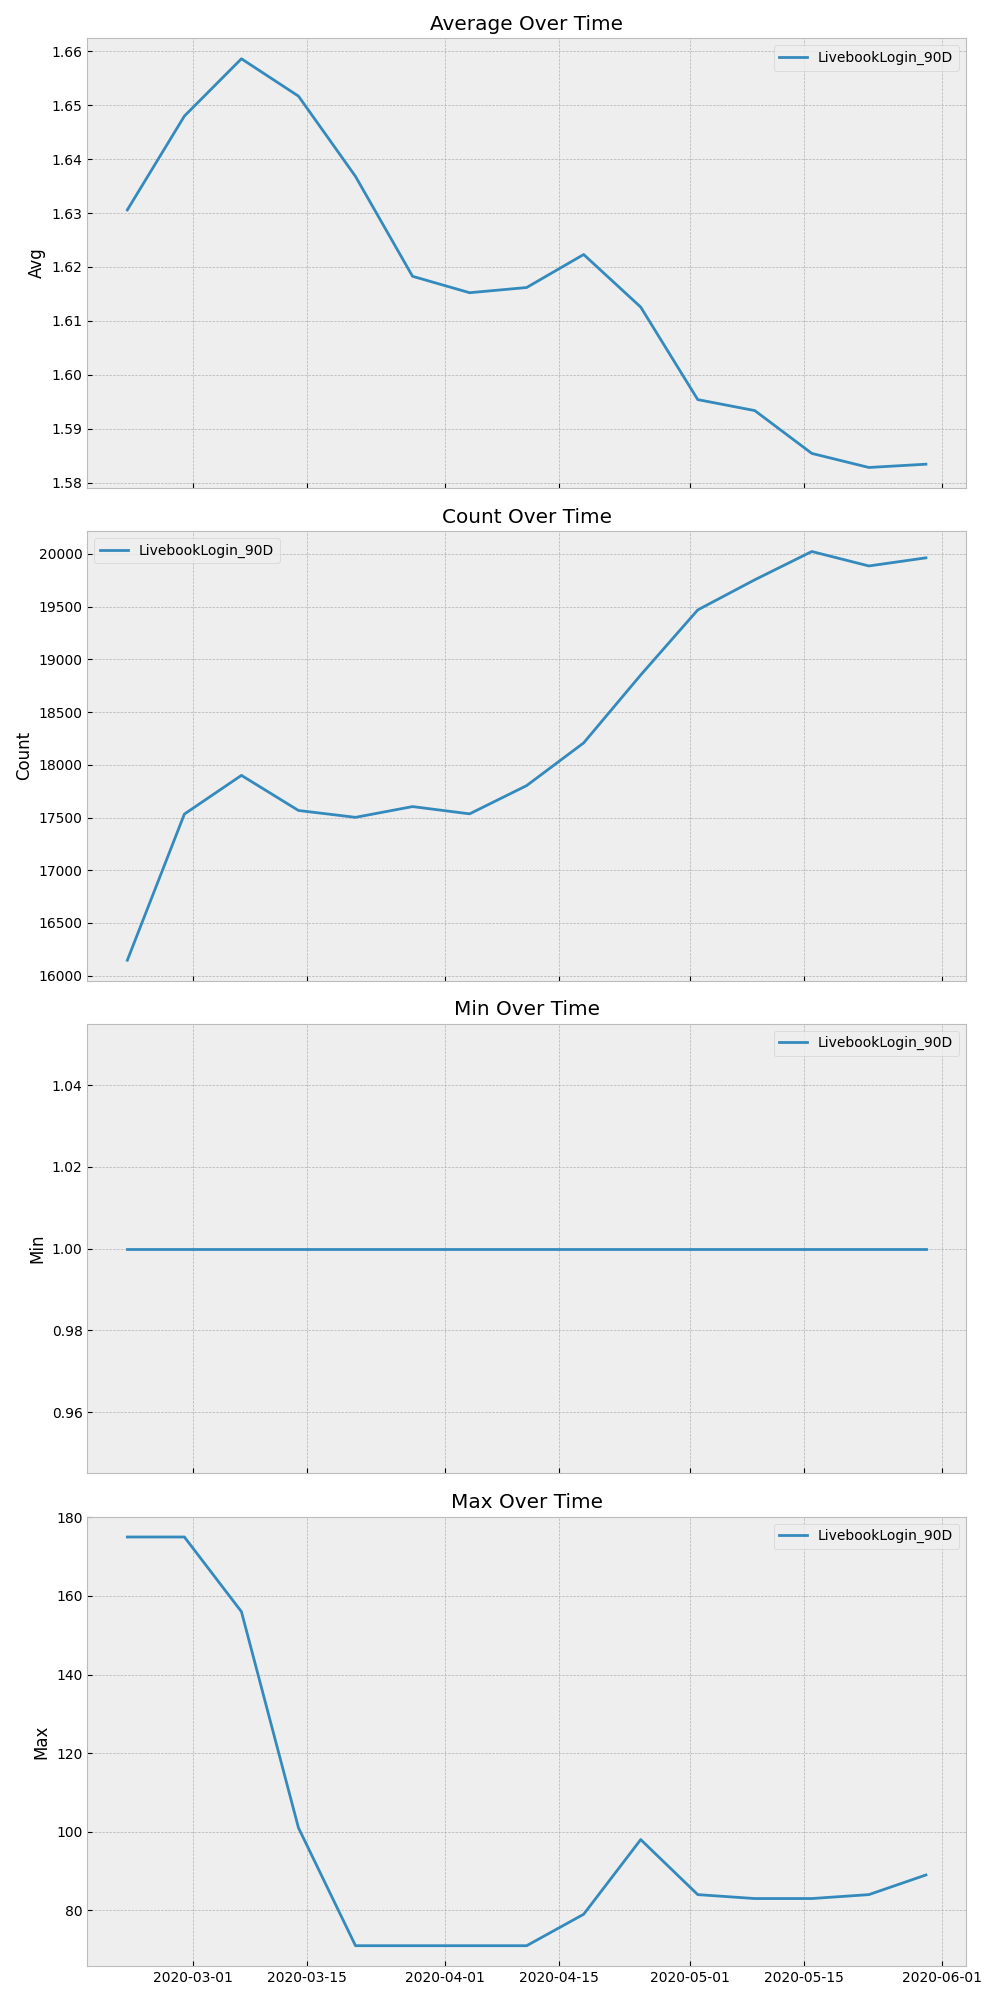 Average Over Time
LivebookLogin_90D
1.66
1.65
1.64
1.63
1.62
1.61
1.60
1.59
1.58
Avg
Count Over Time
LivebookLogin_90D
20000
19500
19000
18500
18000
17500
17000
16500
16000
Count
Min Over Time
LivebookLogin_90D
1.04
1.02
1.00
0.98
0.96
Min
Max Over Time
LivebookLogin_90D
180
160
140
120
100
80
Max
2020-03-01 2020-03-15 2020-04-01 2020-04-15 2020-05-01 2020-05-15 2020-06-01